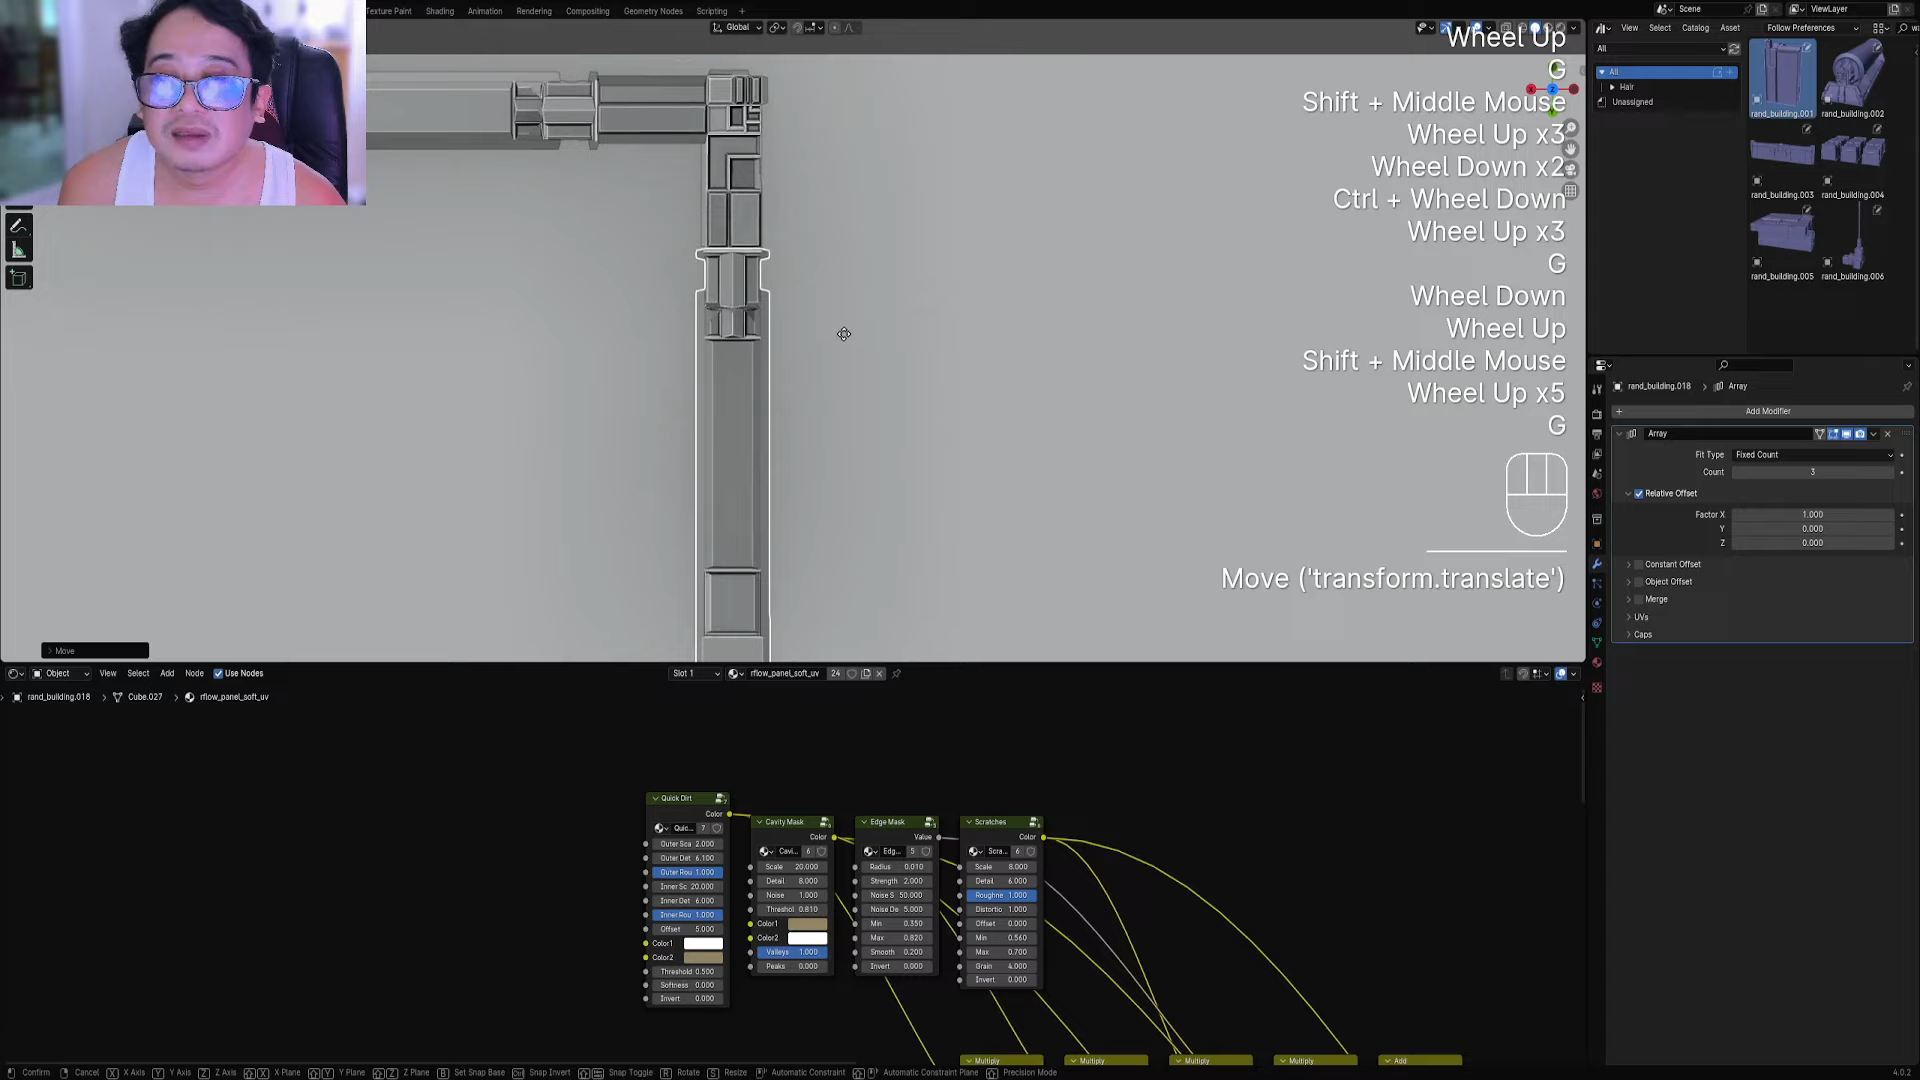 Texture Paint Shading Animation Rendering Compositing Geometry Nodes Scripting +
Scene ViewLayer
Global
View Select Catalog Asset Follow Preferences
All
All
Hair
Unassigned
rand_building.001 rand_building.002
rand_building.003 rand_building.004
rand_building.005 rand_building.006
Wheel Up
G
Shift + Middle Mouse
Wheel Up x3
Wheel Down x2
Ctrl + Wheel Down
Wheel Up x3
G
Wheel Down
Wheel Up
Shift + Middle Mouse
Wheel Up x5
G
Move ('transform.translate')
rand_building.018 > Array
+ Add Modifier
Array
Fit Type Fixed Count
Count 3
Relative Offset
Factor X 1.000
Y 0.000
Z 0.000
Constant Offset
Object Offset
Merge
UVs
Caps
> Move
Object View Select Add Node Use Nodes Slot 1 rflow_panel_soft_uv 24
rand_building.018 > Cube.027 > rflow_panel_soft_uv
Quick Dirt
Color
Quic... 7
Outer Sca 2.000
Outer Det 6.100
Outer Rou 1.000
Inner Sc 20.000
Inner Det 6.000
Inner Rou 1.000
Offset 5.000
Color1
Color2
Threshold 0.500
Softness 0.000
Invert 0.000
Cavity Mask
Color
Cavi... 6
Scale 20.000
Detail 8.000
Noise 1.000
Threshol 0.810
Color1
Color2
Valleys 1.000
Peaks 0.000
Edge Mask
Value
Edg... 5
Radius 0.010
Strength 2.000
Noise S 50.000
Noise De 5.000
Min 0.350
Max 0.820
Smooth 0.200
Invert 0.000
Scratches
Color
Scra... 6
Scale 8.000
Detail 6.000
Roughne 1.000
Distortio 1.000
Offset 0.000
Min 0.560
Max 0.700
Grain 4.000
Invert 0.000
Multiply Multiply Multiply Multiply Add
Confirm Cancel X X Axis Y Y Axis Z Z Axis X X Plane Y Y Plane Z Z Plane B Set Snap Base Snap Invert Snap Toggle R Rotate S Resize Automatic Constraint Automatic Constraint Plane Precision Mode 4.0.2